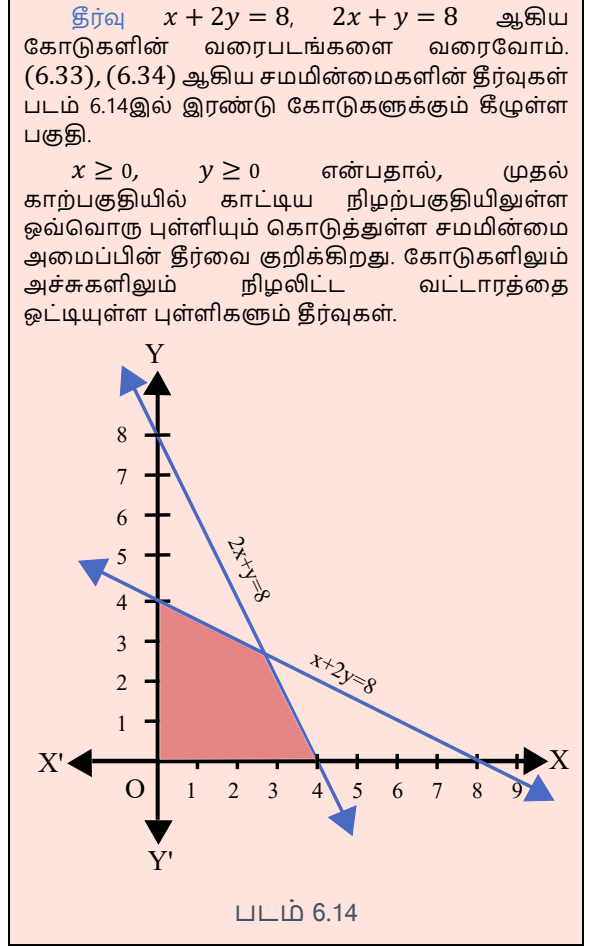 தீர்வு x + 2y = 8, 2x + y = 8 ஆகிய
கோடுகளின் வரைபடங்களை வரைவோம்.
(6.33), (6.34) ஆகிய சமமின்மைகளின் தீர்வுகள்
படம் 6.14இல் இரண்டு கோடுகளுக்கும் கீழுள்ள
பகுதி.
x ≥ 0, y ≥ 0 என்பதால், முதல்
காற்பகுதியில் காட்டிய நிழற்பகுதியிலுள்ள
ஒவ்வொரு புள்ளியும் கொடுத்துள்ள சமமின்மை
அமைப்பின் தீர்வை குறிக்கிறது. கோடுகளிலும்
அச்சுகளிலும் நிழலிட்ட வட்டாரத்தை
ஒட்டியுள்ள புள்ளிகளும் தீர்வுகள்.
Y
8
7
6
5
4
3
2
1
2x+y=8
x+2y=8
X'
X
O
1 2 3 4 5 6 7 8 9
Y'
படம் 6.14